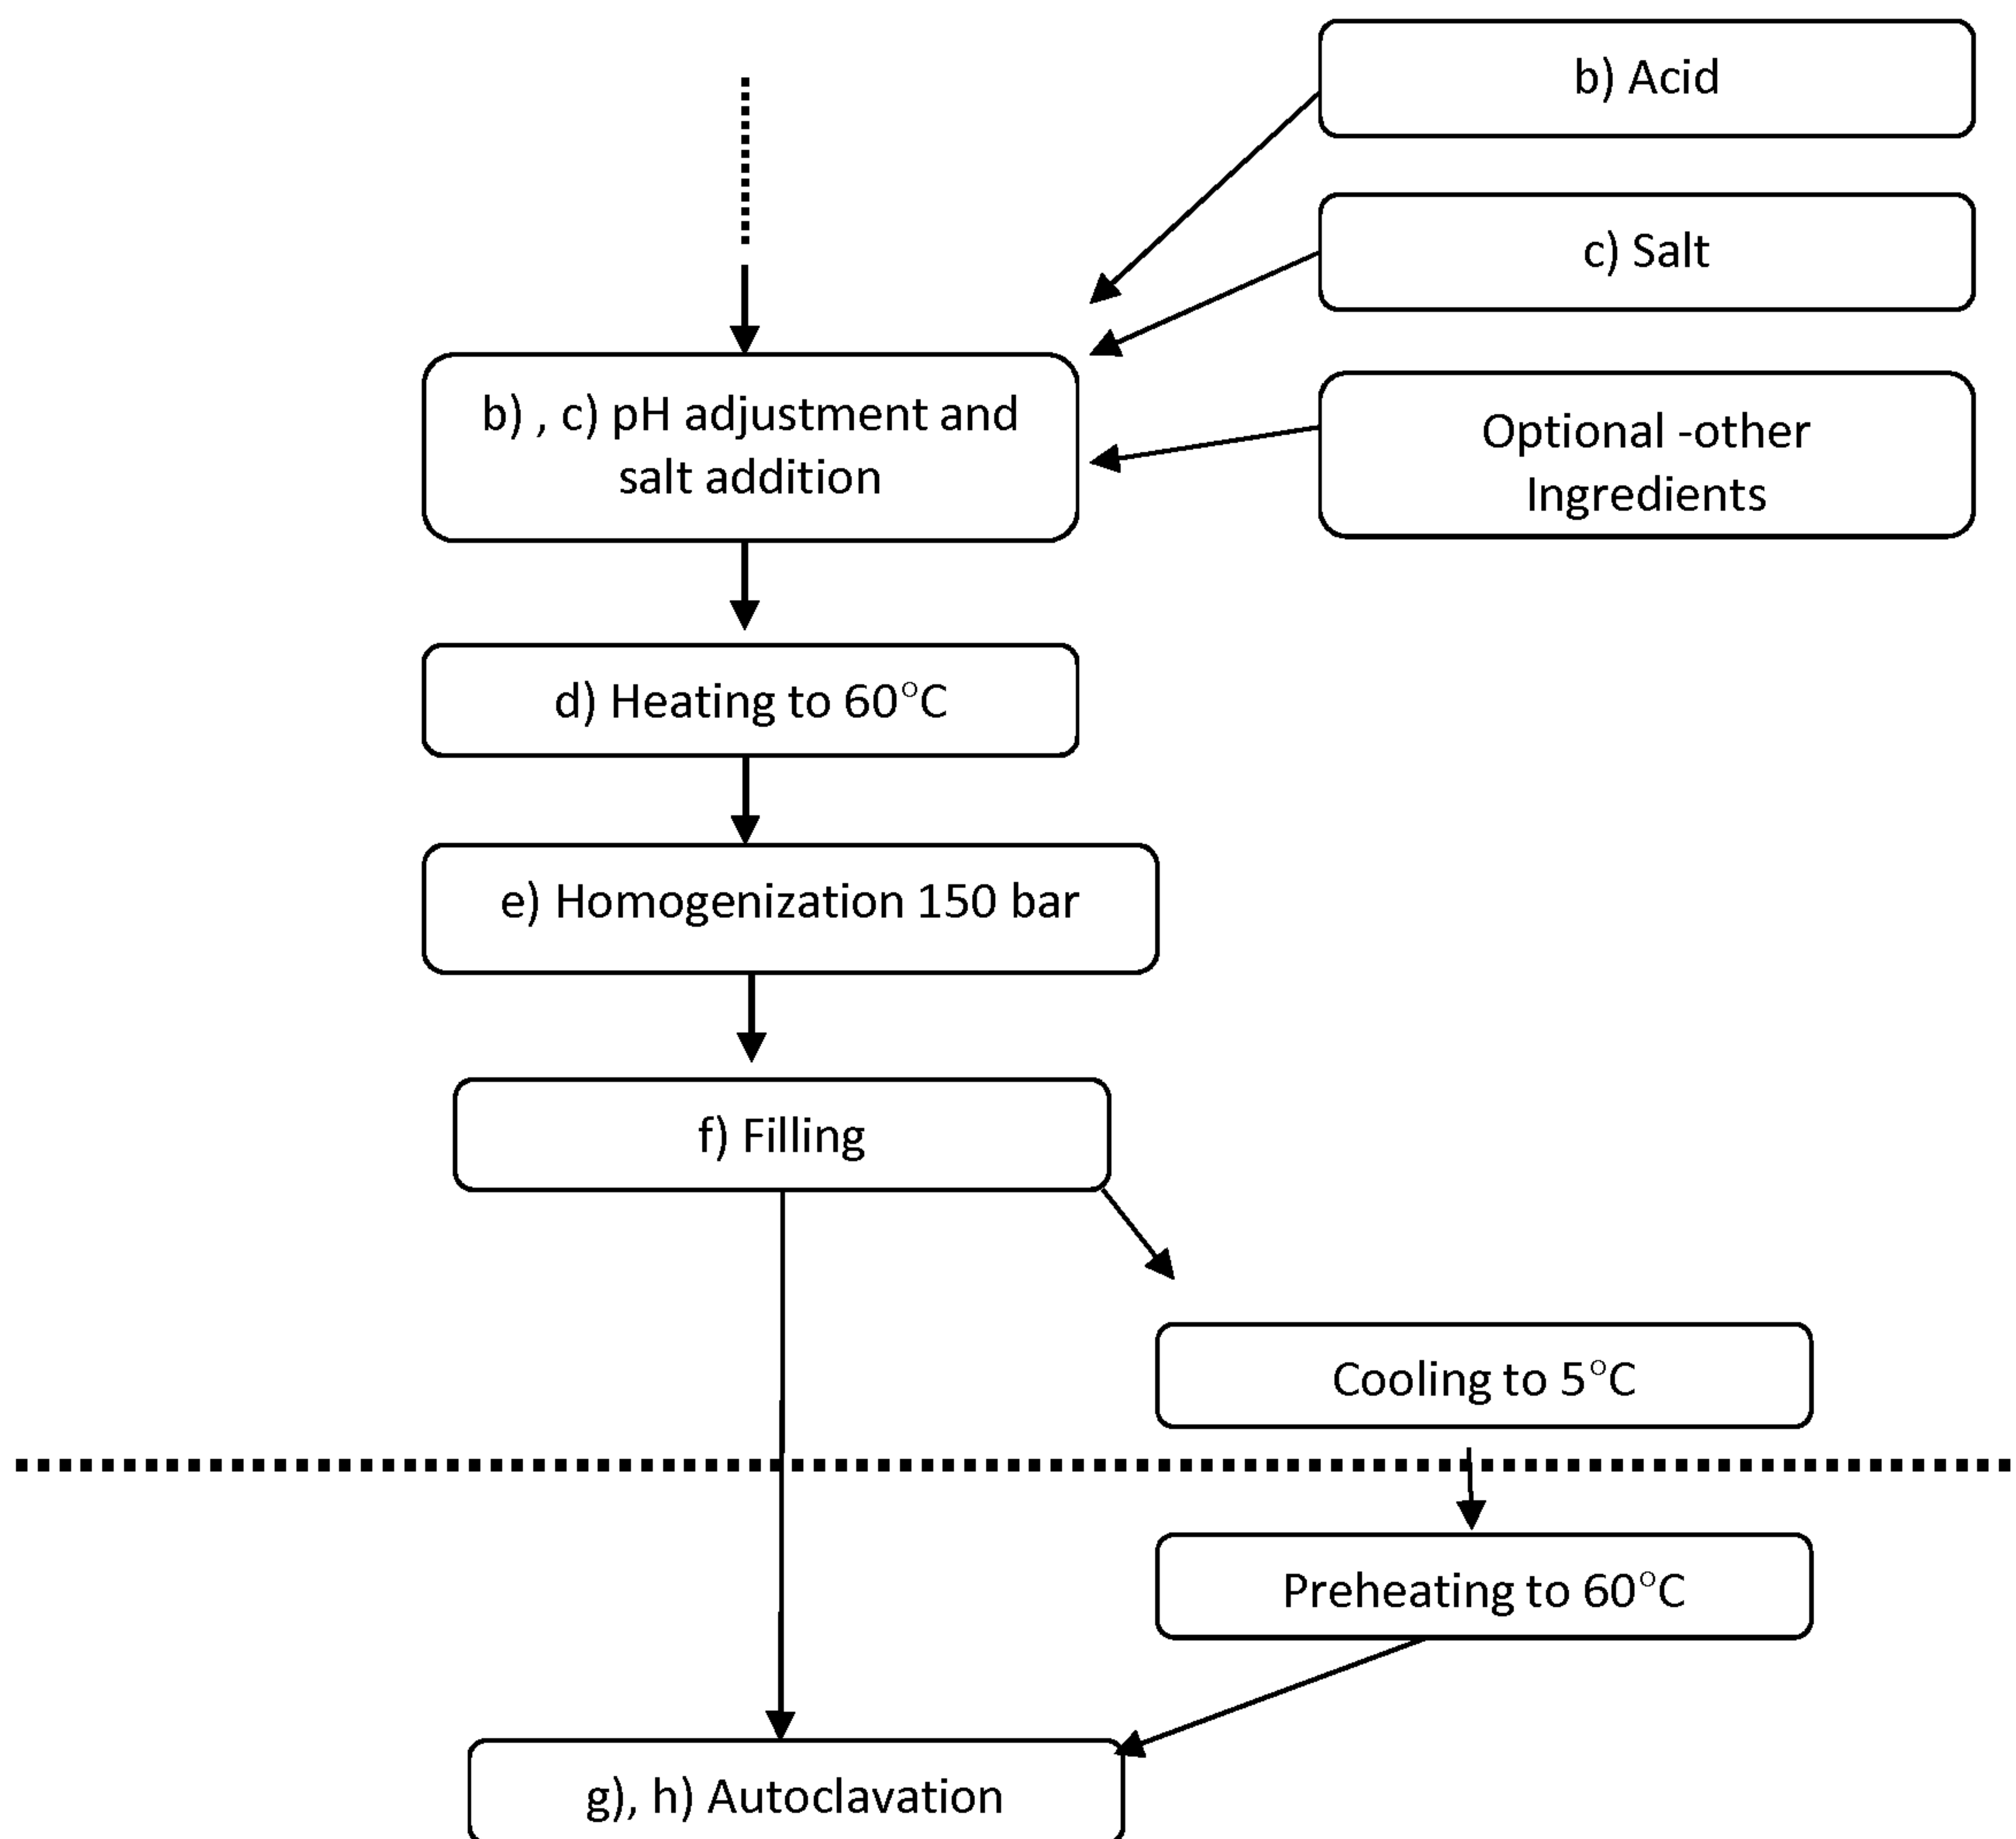 b) Acid
c) Salt
b) , c) pH adjustment and
salt addition
Optional -other
Ingredients
d) Heating to 60°C
e) Homogenization 150 bar
f) Filling
Cooling to 5°C
Preheating to 60°C
g), h) Autoclavation